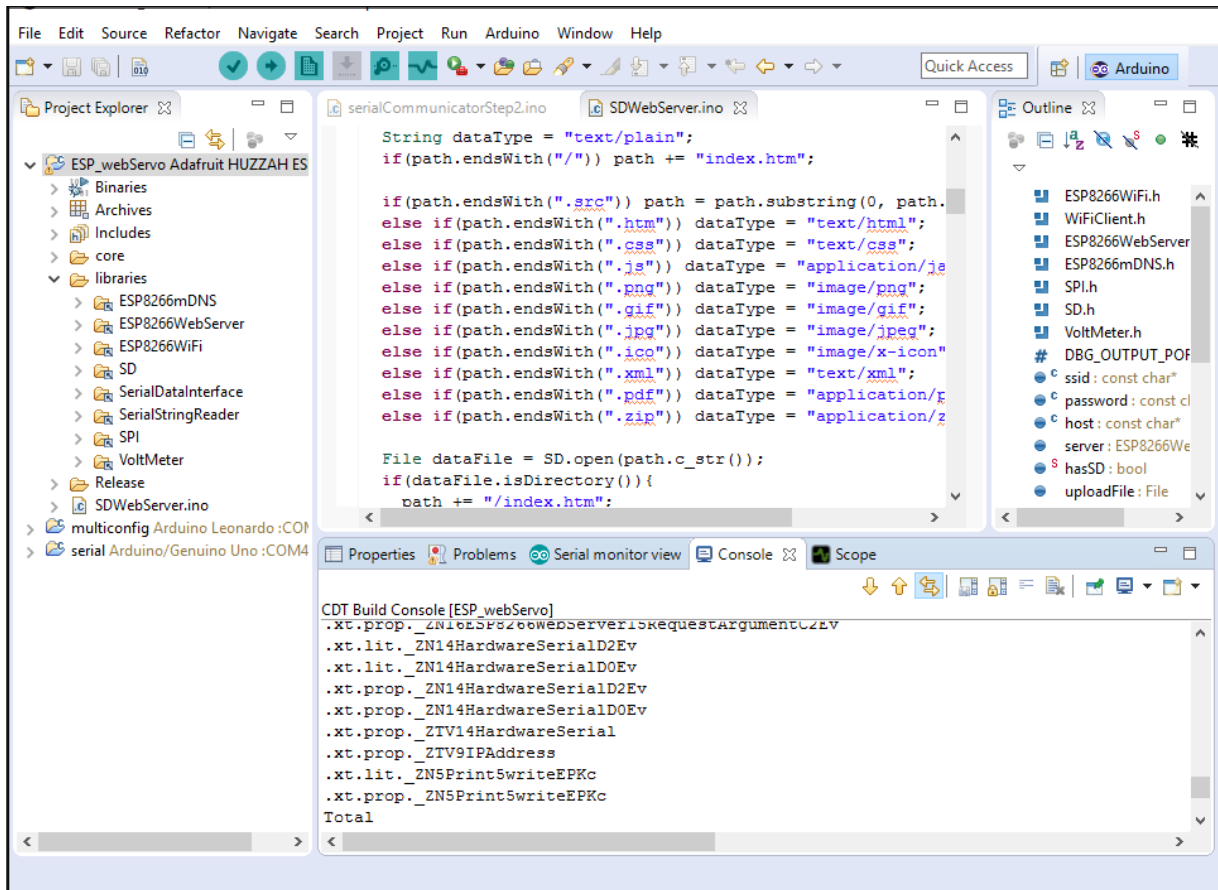 File Edit Source Refactor Navigate Search Project Run Arduino Window Help
010
Quick Access
Arduino
Project Explorer
ESP_webServo Adafruit HUZZAH ES
Binaries
Archives
Includes
core
libraries
ESP8266mDNS
ESP8266WebServer
ESP8266WiFi
SD
SerialDataInterface
SerialStringReader
SPI
VoltMeter
Release
SDWebServer.ino
multiconfig Arduino Leonardo :COM
serial Arduino/Genuino Uno :COM4
serialCommunicatorStep2.ino
SDWebServer.ino
String dataType = "text/plain";
if(path.endsWith("/")) path += "index.htm";
if(path.endsWith(".src")) path = path.substring(0, path.
else if(path.endsWith(".htm")) dataType = "text/html";
else if(path.endsWith(".css")) dataType = "text/css";
else if(path.endsWith(".js")) dataType = "application/ja
else if(path.endsWith(".png")) dataType = "image/png";
else if(path.endsWith(".gif")) dataType = "image/gif";
else if(path.endsWith(".jpg")) dataType = "image/jpeg";
else if(path.endsWith(".ico")) dataType = "image/x-icon"
else if(path.endsWith(".xml")) dataType = "text/xml";
else if(path.endsWith(".pdf")) dataType = "application/p
else if(path.endsWith(".zip")) dataType = "application/z
File dataFile = SD.open(path.c_str());
if(dataFile.isDirectory()){
path += "/index.htm";
Outline
ESP8266WiFi.h
WiFiClient.h
ESP8266WebServer
ESP8266mDNS.h
SPI.h
SD.h
VoltMeter.h
# DBG_OUTPUT_POR
ssid : const char*
password : const cl
host : const char*
server : ESP8266We
hasSD : bool
uploadFile : File
Properties Problems Serial monitor view Console Scope
CDT Build Console [ESP_webServo]
.xt.prop._ZN16ESP8266WebServer15RequestArgumentC2Ev
.xt.lit._ZN14HardwareSerialD2Ev
.xt.lit._ZN14HardwareSerialD0Ev
.xt.prop._ZN14HardwareSerialD2Ev
.xt.prop._ZN14HardwareSerialD0Ev
.xt.prop._ZTV14HardwareSerial
.xt.prop._ZTV9IPAddress
.xt.lit._ZN5Print5writeEPKc
.xt.prop._ZN5Print5writeEPKc
Total